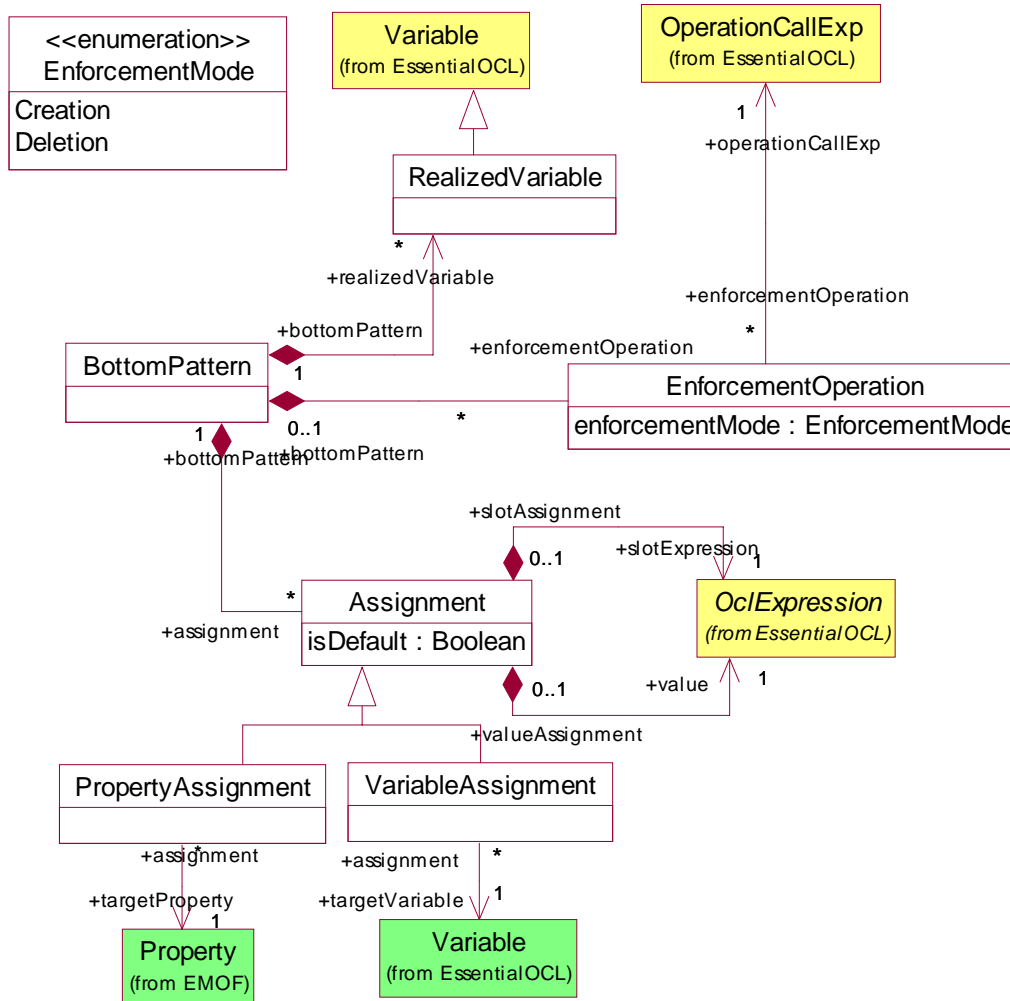 <<enumeration>>
EnforcementMode
Creation
Deletion
Variable
(from EssentialOCL)
OperationCallExp
(from EssentialOCL)
1
+operationCallExp
RealizedVariable
*
+realizedVariable
+enforcementOperation
*
+bottomPattern
1
BottomPattern
+enforcementOperation
*
0..1
+bottomPattern
EnforcementOperation
enforcementMode : EnforcementMode
1
+bottomPattern
+slotAssignment
0..1
+slotExpression
1
*
+assignment
Assignment
isDefault : Boolean
OclExpression
(from EssentialOCL)
0..1
+valueAssignment
+value
1
PropertyAssignment
VariableAssignment
*
+assignment
+targetProperty
1
*
+assignment
+targetVariable
1
Property
(from EMOF)
Variable
(from EssentialOCL)